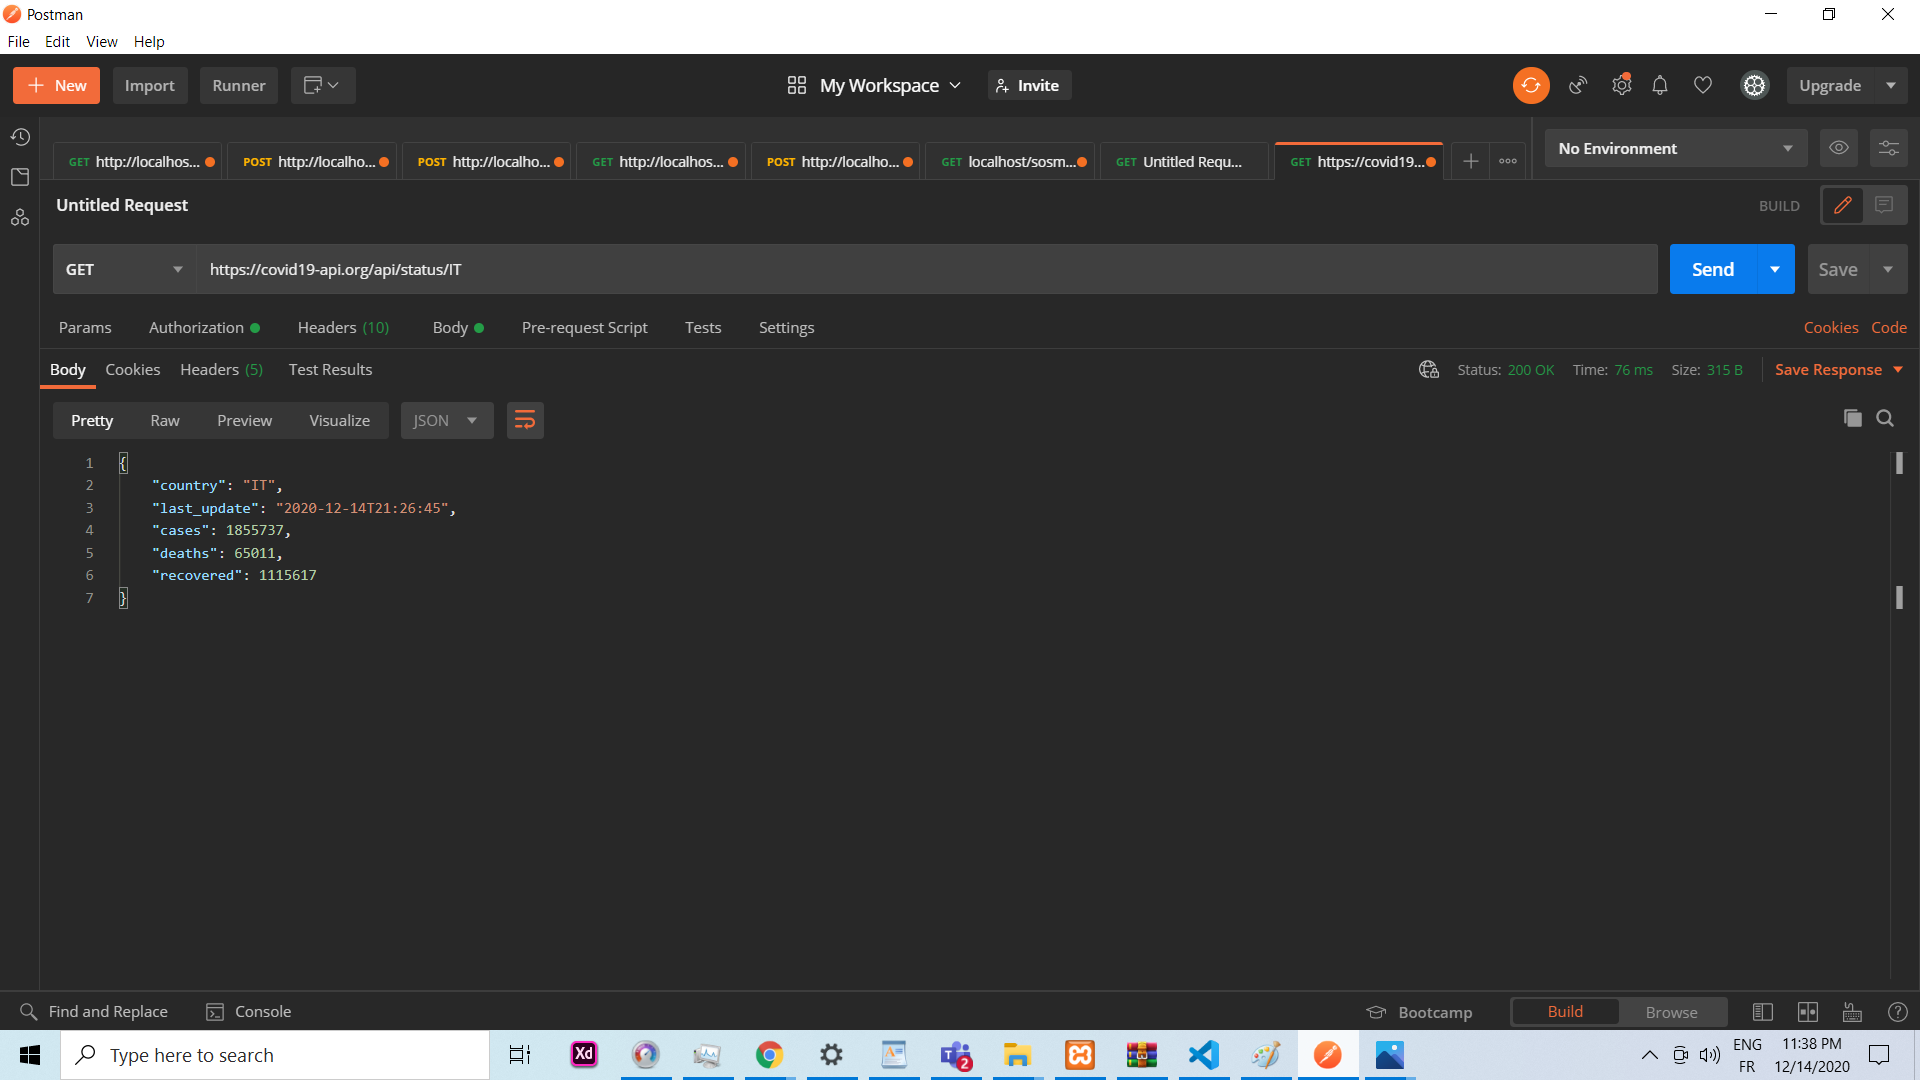 Postman
File Edit View Help
New Import Runner My Workspace Invite Upgrade
GET http://localhos... POST http://localho... POST http://localho... GET http://localhos... POST http://localho... GET localhost/sosm... GET Untitled Requ... GET https://covid19... No Environment
Untitled Request BUILD
GET https://covid19-api.org/api/status/IT Send Save
Params Authorization Headers (10) Body Pre-request Script Tests Settings Cookies Code
Body Cookies Headers (5) Test Results Status: 200 OK Time: 76 ms Size: 315 B Save Response
Pretty Raw Preview Visualize JSON
1 {
2 "country": "IT",
3 "last_update": "2020-12-14T21:26:45",
4 "cases": 1855737,
5 "deaths": 65011,
6 "recovered": 1115617
7 }
Find and Replace Console Bootcamp Build Browse
Type here to search Xd 2 ENG 11:38 PM
FR 12/14/2020